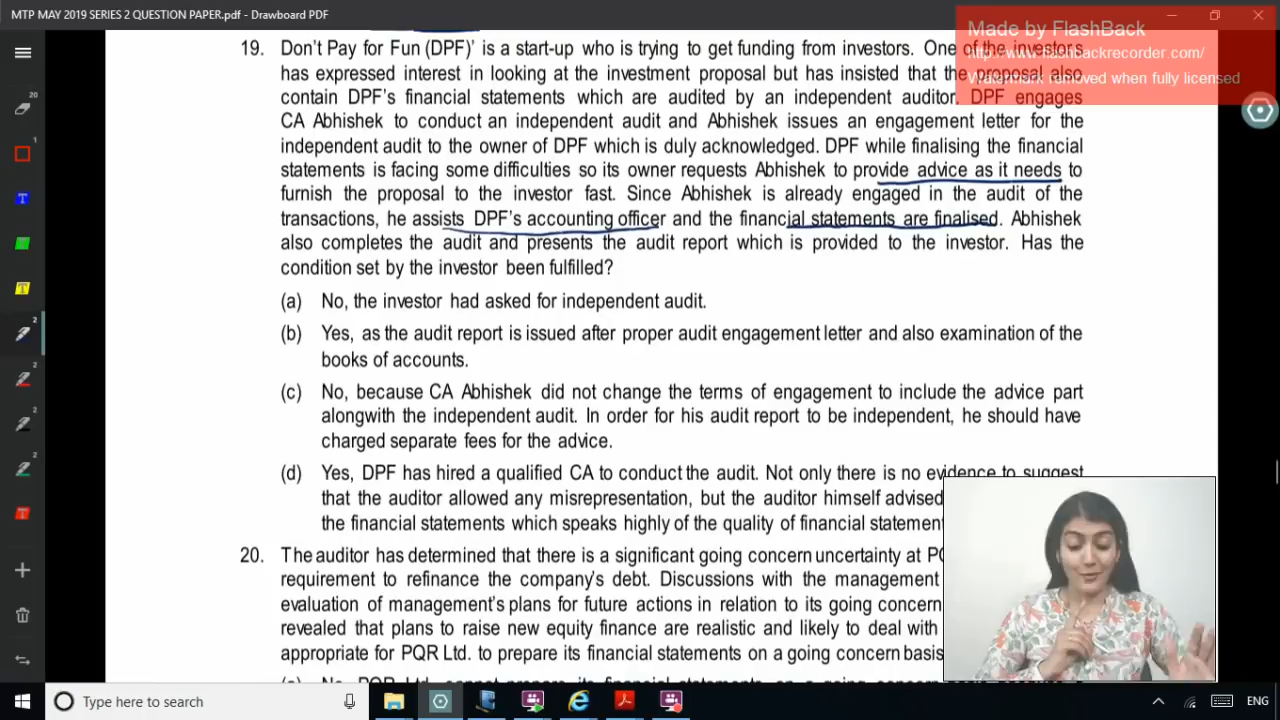 MTP MAY 2019 SERIES 2 QUESTION PAPER.pdf - Drawboard PDF
Made by FlashBack
http://www.flashbackrecorder.com/
Watermark removed when fully licensed
19. Don't Pay for Fun (DPF)' is a start-up who is trying to get funding from investors. One of the investors
has expressed interest in looking at the investment proposal but has insisted that the proposal also
contain DPF's financial statements which are audited by an independent auditor. DPF engages
CA Abhishek to conduct an independent audit and Abhishek issues an engagement letter for the
independent audit to the owner of DPF which is duly acknowledged. DPF while finalising the financial
statements is facing some difficulties so its owner requests Abhishek to provide advice as it needs to
furnish the proposal to the investor fast. Since Abhishek is already engaged in the audit of the
transactions, he assists DPF's accounting officer and the financial statements are finalised. Abhishek
also completes the audit and presents the audit report which is provided to the investor. Has the
condition set by the investor been fulfilled?
(a) No, the investor had asked for independent audit.
(b) Yes, as the audit report is issued after proper audit engagement letter and also examination of the
books of accounts.
(c) No, because CA Abhishek did not change the terms of engagement to include the advice part
alongwith the independent audit. In order for his audit report to be independent, he should have
charged separate fees for the advice.
(d) Yes, DPF has hired a qualified CA to conduct the audit. Not only there is no evidence to suggest
that the auditor allowed any misrepresentation, but the auditor himself advised
the financial statements which speaks highly of the quality of financial statement
20. The auditor has determined that there is a significant going concern uncertainty at
requirement to refinance the company's debt. Discussions with the management
evaluation of management's plans for future actions in relation to its going concern
revealed that plans to raise new equity finance are realistic and likely to deal with
appropriate for PQR Ltd. to prepare its financial statements on a going concern basis
Type here to search
ENG
20
1
2
2
2
2
2